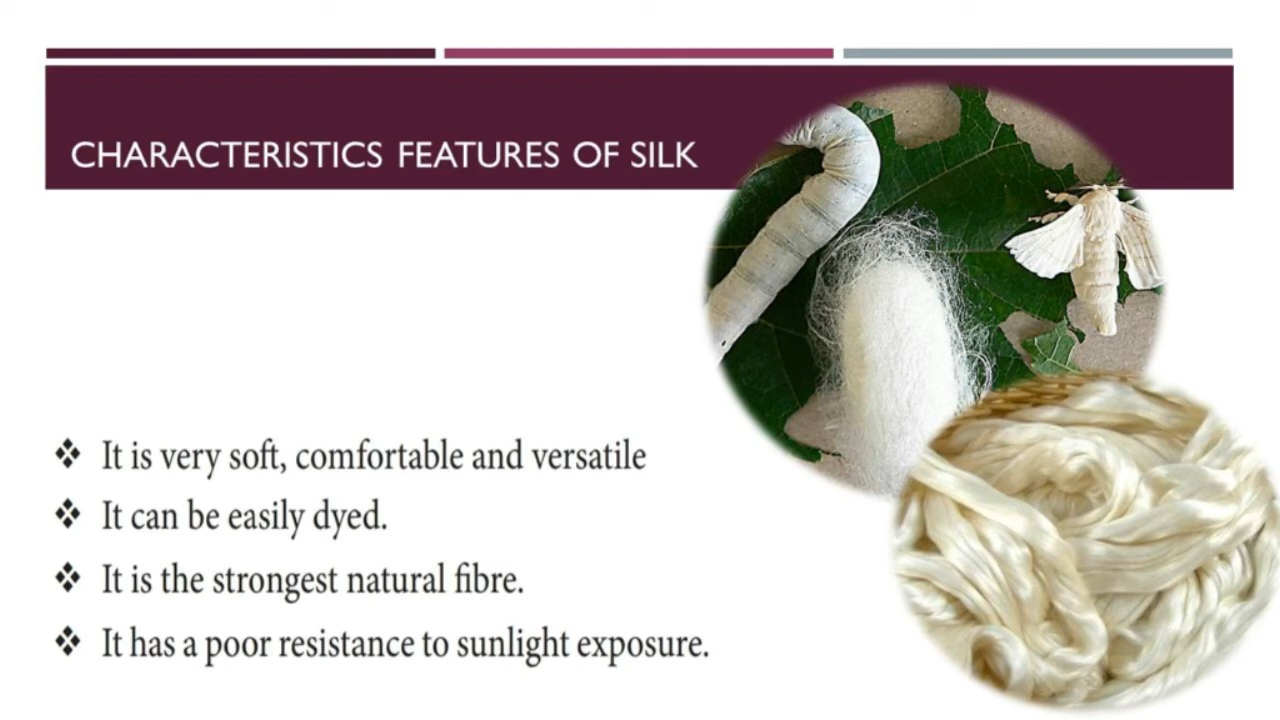 CHARACTERISTICS FEATURES OF SILK
❖ It is very soft, comfortable and versatile
❖ It can be easily dyed.
❖ It is the strongest natural fibre.
❖ It has a poor resistance to sunlight exposure.